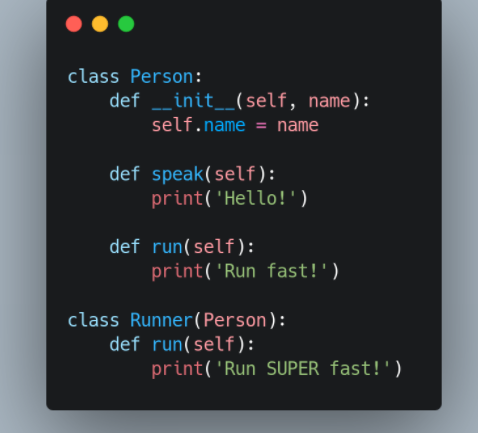 class Person:
    def __init__(self, name):
        self.name = name

    def speak(self):
        print('Hello!')

    def run(self):
        print('Run fast!')

class Runner(Person):
    def run(self):
        print('Run SUPER fast!')